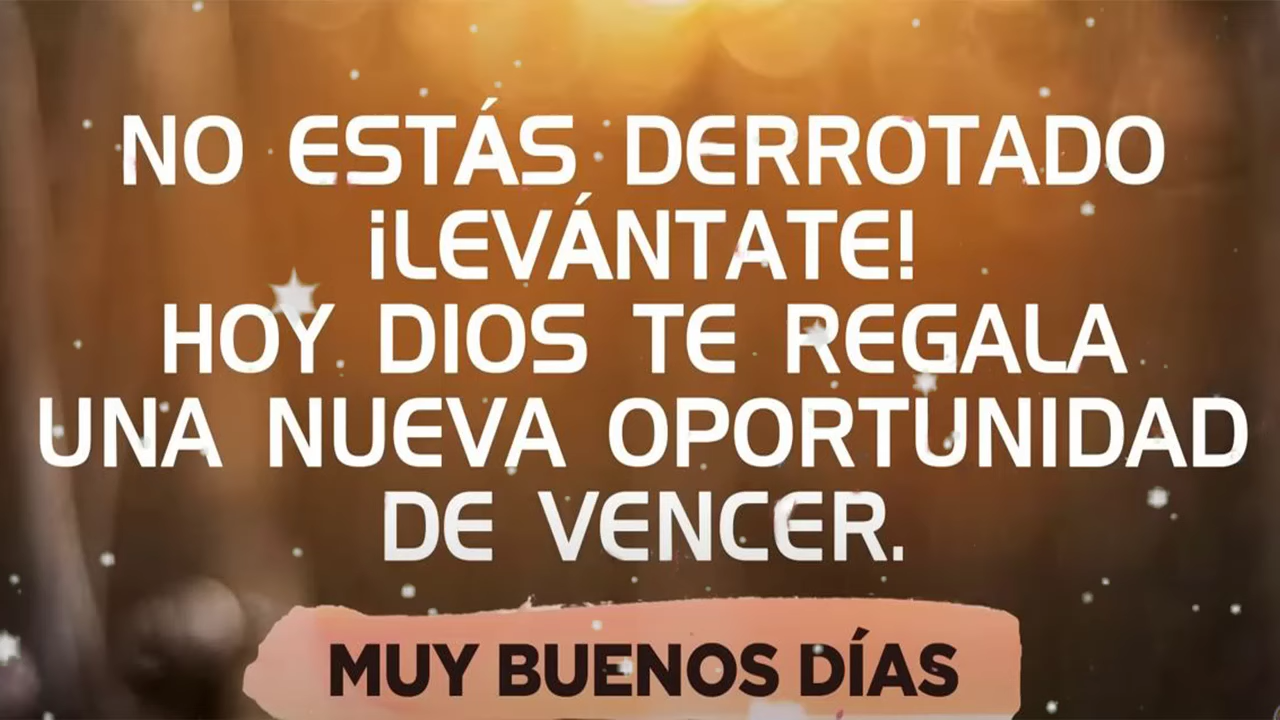 NO ESTÁS DERROTADO
¡LEVÁNTATE!
HOY DIOS TE REGALA
UNA NUEVA OPORTUNIDAD
DE VENCER.
MUY BUENOS DÍAS